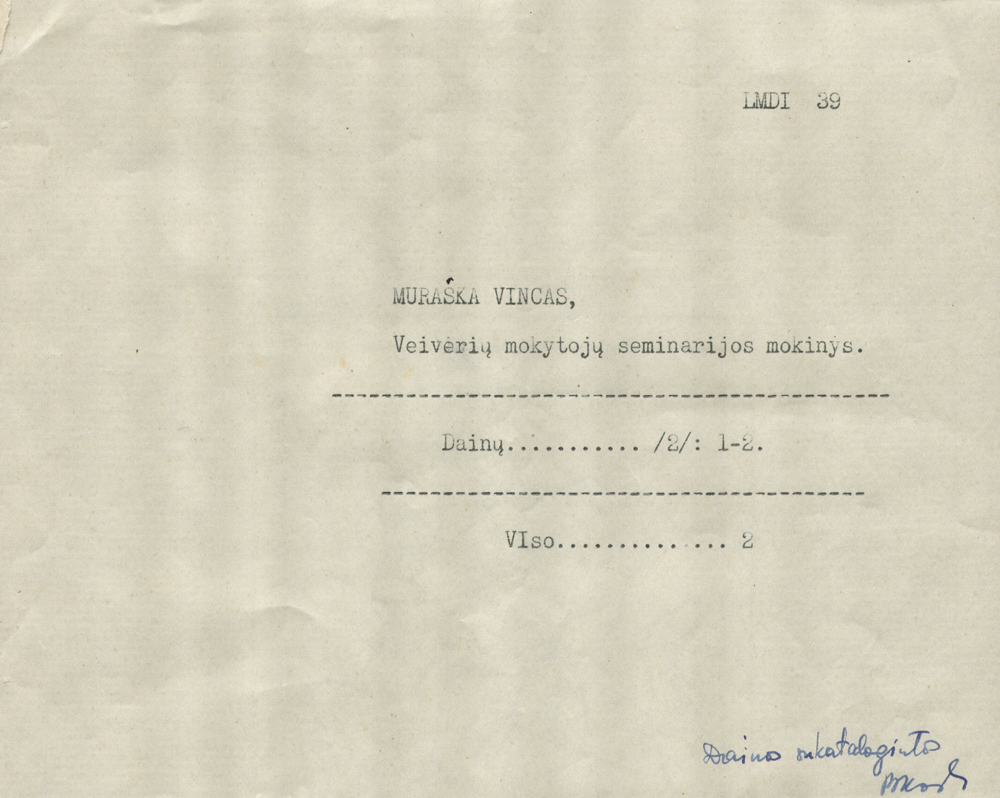 LMDI 39
MURAŠKA VINCAS,
Veiverių mokytojų seminarijos mokinys.
Dainų........... /2/: 1-2.
VIso.............. 2
Dainos sukatalogintos